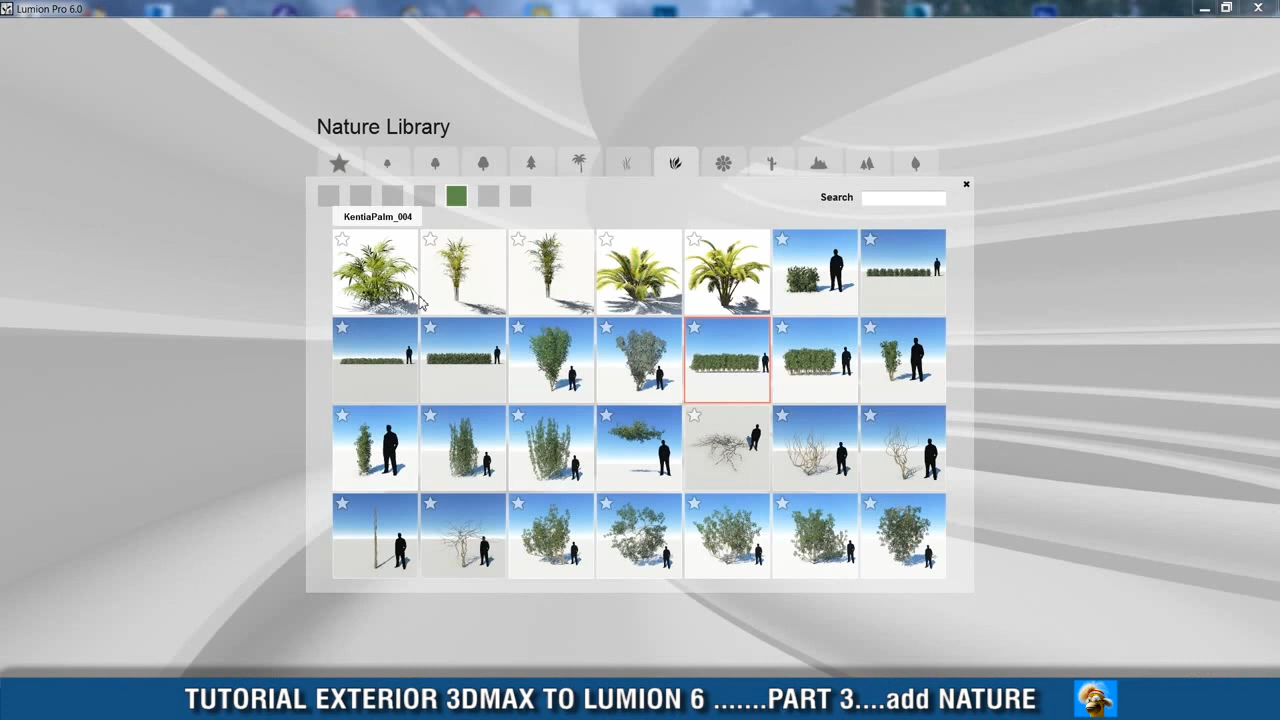 Lumion Pro 6.0
Nature Library
Search
KentiaPalm_004
TUTORIAL EXTERIOR 3DMAX TO LUMION 6 .......PART 3....add NATURE